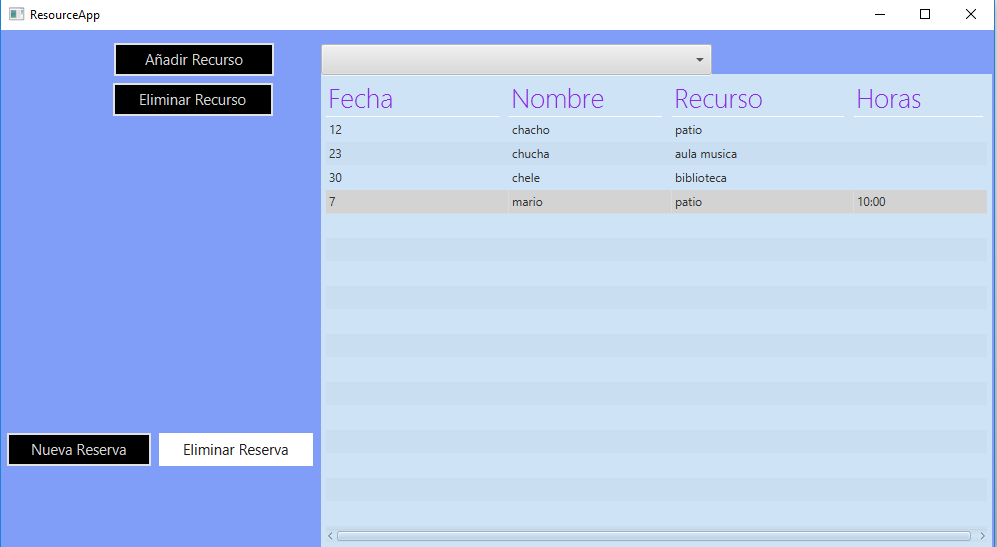 ResourceApp
Añadir Recurso
Eliminar Recurso
Fecha Nombre Recurso Horas
12 chacho patio
23 chucha aula musica
30 chele biblioteca
7 mario patio 10:00
Nueva Reserva Eliminar Reserva